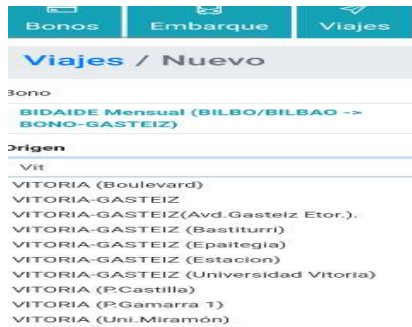 Bonos Embarque Viajes
Viajes / Nuevo
Bono
BIDAIDE Mensual (BILBO/BILBAO ->
BONO-GASTEIZ)
Origen
Vit
VITORIA (Boulevard)
VITORIA-GASTEIZ
VITORIA-GASTEIZ(Avd.Gasteiz Etor.).
VITORIA-GASTEIZ (Bastiturri)
VITORIA-GASTEIZ (Epaitegia)
VITORIA-GASTEIZ (Estacion)
VITORIA-GASTEIZ (Universidad Vitoria)
VITORIA (P.Castilla)
VITORIA (P.Gamarra 1)
VITORIA (Uni.Miramón)